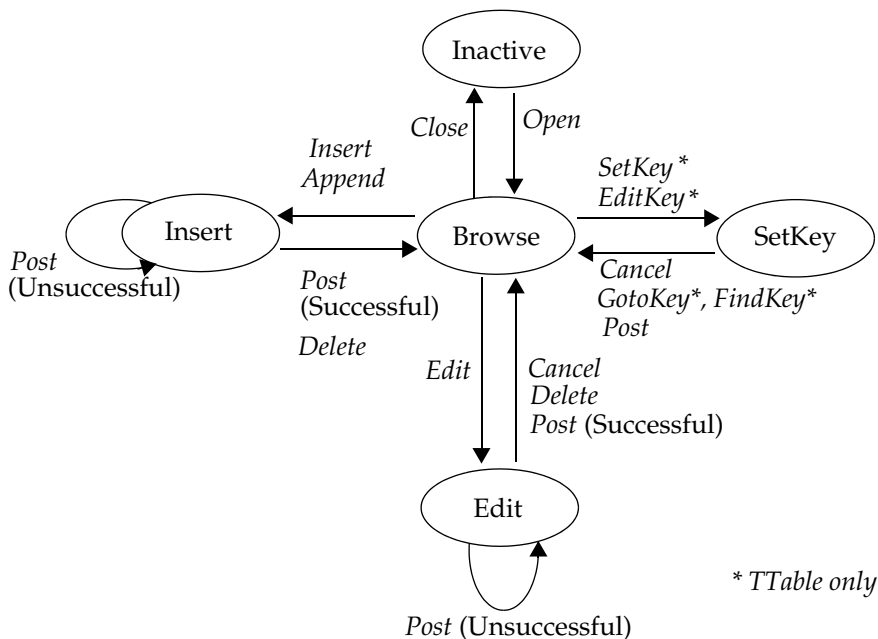 Inactive
Close
Open
Insert
Append
SetKey*
EditKey*
Insert
Browse
SetKey
Post
(Unsuccessful)
Post
(Successful)
Delete
Cancel
GotoKey*, FindKey*
Post
Edit
Cancel
Delete
Post (Successful)
Edit
* TTable only
Post (Unsuccessful)